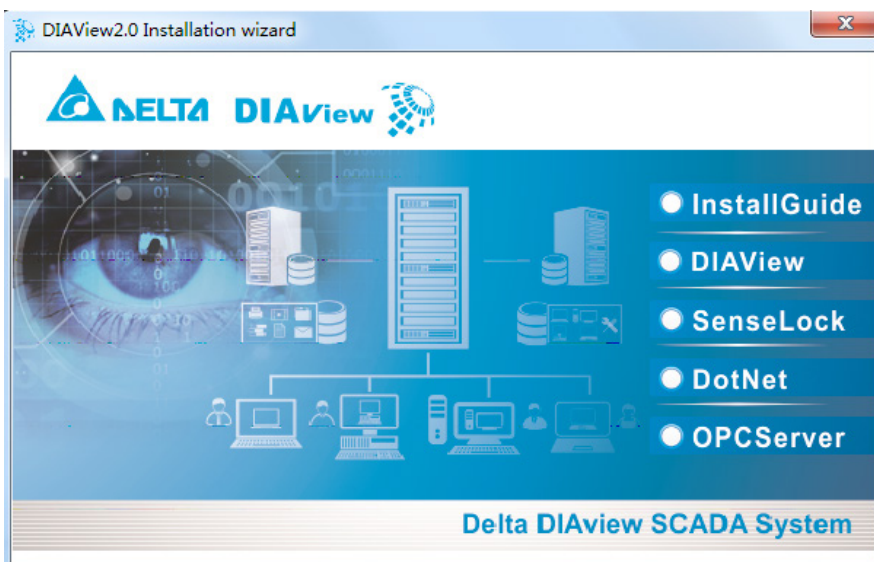 DIAView2.0 Installation wizard
DELTA DIAView
InstallGuide
DIAView
SenseLock
DotNet
OPCServer
Delta DIAview SCADA System